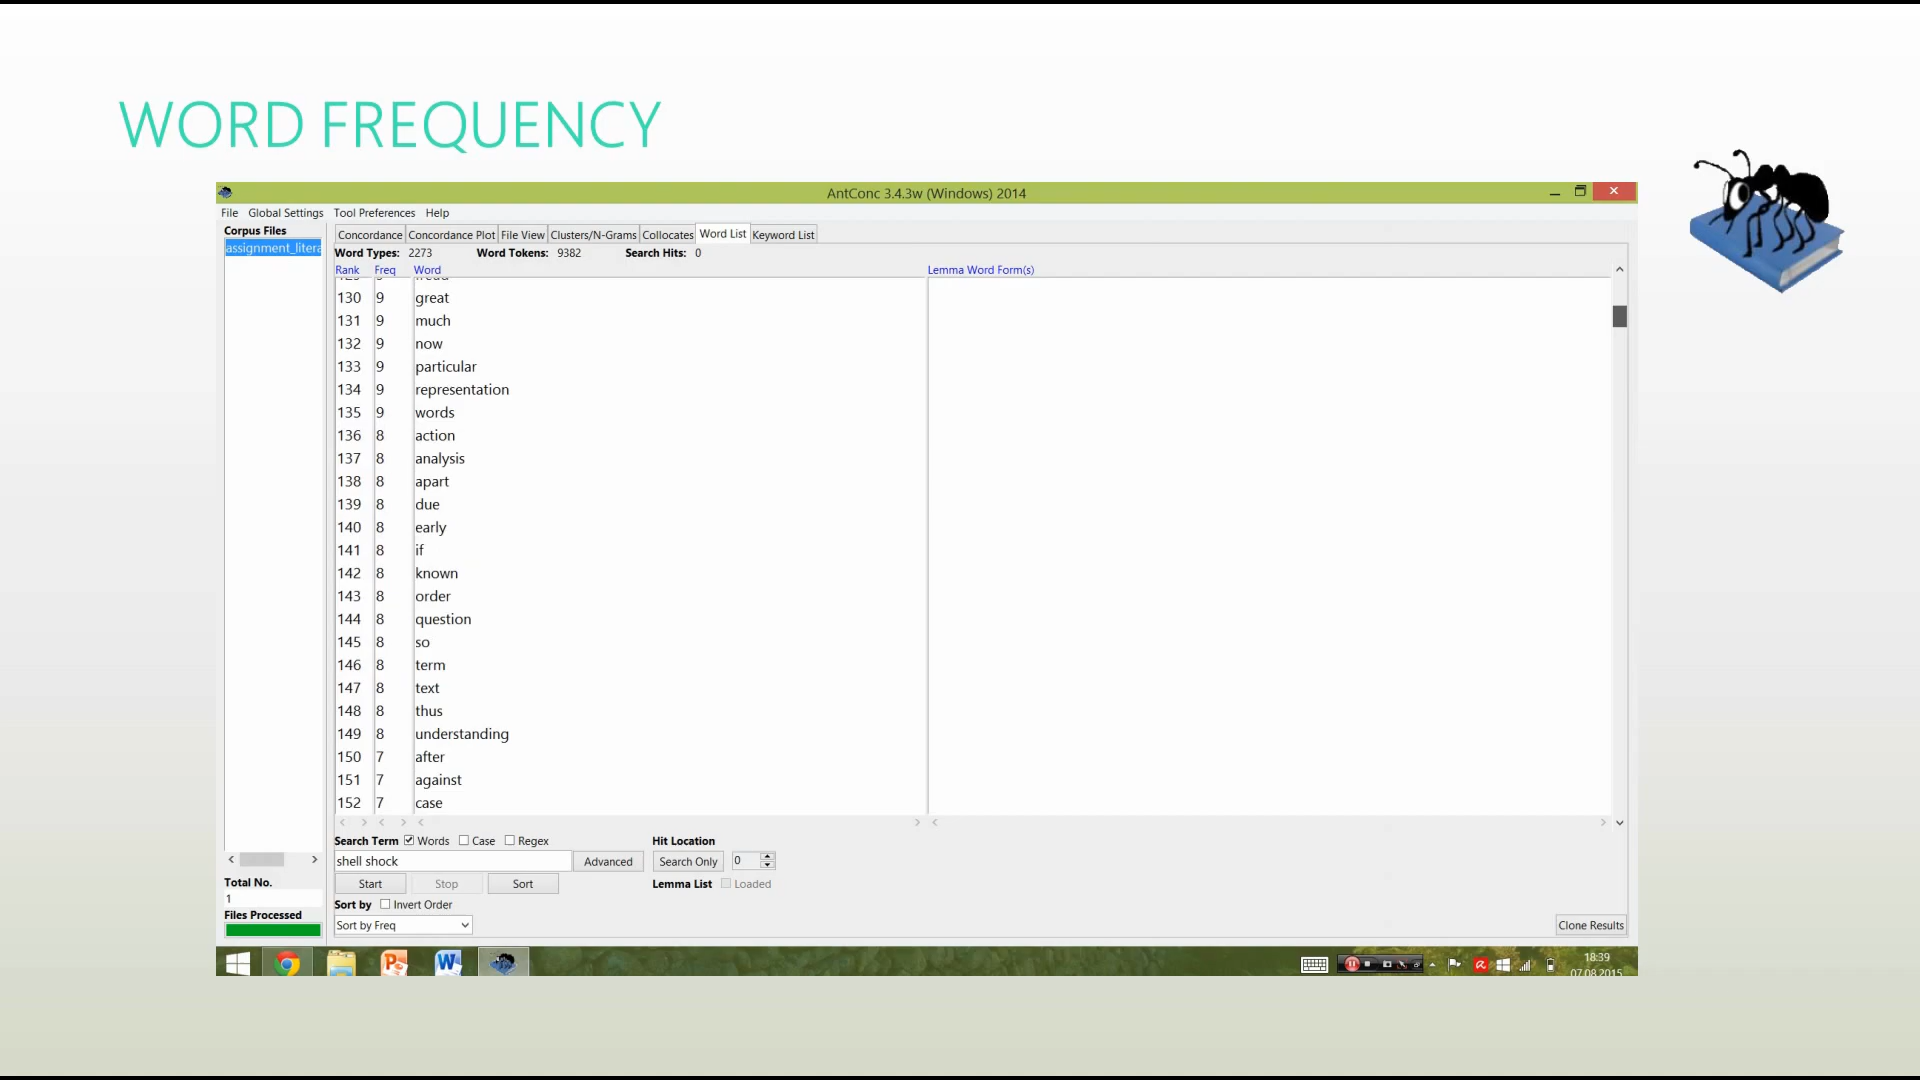 WORD FREQUENCY
AntConc 3.4.3w (Windows) 2014
File Global Settings Tool Preferences Help
Corpus Files
assignment_litera
Concordance Concordance Plot File View Clusters/N-Grams Collocates Word List Keyword List
Word Types: 2273 Word Tokens: 9382 Search Hits: 0
Rank Freq Word Lemma Word Form(s)
130 9 great
131 9 much
132 9 now
133 9 particular
134 9 representation
135 9 words
136 8 action
137 8 analysis
138 8 apart
139 8 due
140 8 early
141 8 if
142 8 known
143 8 order
144 8 question
145 8 so
146 8 term
147 8 text
148 8 thus
149 8 understanding
150 7 after
151 7 against
152 7 case
Search Term Words Case Regex Hit Location
shell shock Advanced Search Only 0
Start Stop Sort Lemma List Loaded
Sort by Invert Order
Sort by Freq Clone Results
Total No.
1
Files Processed
18:39
07.08.2015